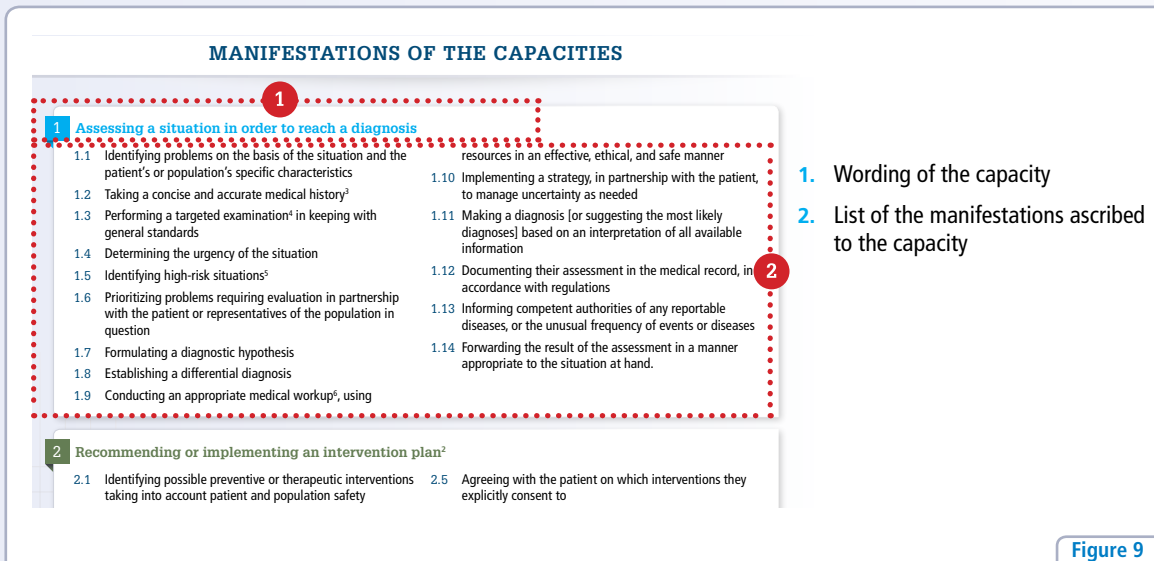 MANIFESTATIONS OF THE CAPACITIES
1
1 Assessing a situation in order to reach a diagnosis
1.1 Identifying problems on the basis of the situation and the
patient's or population's specific characteristics
1.2 Taking a concise and accurate medical history³
1.3 Performing a targeted examination⁴ in keeping with
general standards
1.4 Determining the urgency of the situation
1.5 Identifying high-risk situations⁵
1.6 Prioritizing problems requiring evaluation in partnership
with the patient or representatives of the population in
question
1.7 Formulating a diagnostic hypothesis
1.8 Establishing a differential diagnosis
1.9 Conducting an appropriate medical workup⁶, using
resources in an effective, ethical, and safe manner
1.10 Implementing a strategy, in partnership with the patient,
to manage uncertainty as needed
1.11 Making a diagnosis [or suggesting the most likely
diagnoses] based on an interpretation of all available
information
1.12 Documenting their assessment in the medical record, in
accordance with regulations
1.13 Informing competent authorities of any reportable
diseases, or the unusual frequency of events or diseases
1.14 Forwarding the result of the assessment in a manner
appropriate to the situation at hand.
2
2 Recommending or implementing an intervention plan²
2.1 Identifying possible preventive or therapeutic interventions
taking into account patient and population safety
2.5 Agreeing with the patient on which interventions they
explicitly consent to
1. Wording of the capacity
2. List of the manifestations ascribed
to the capacity
Figure 9